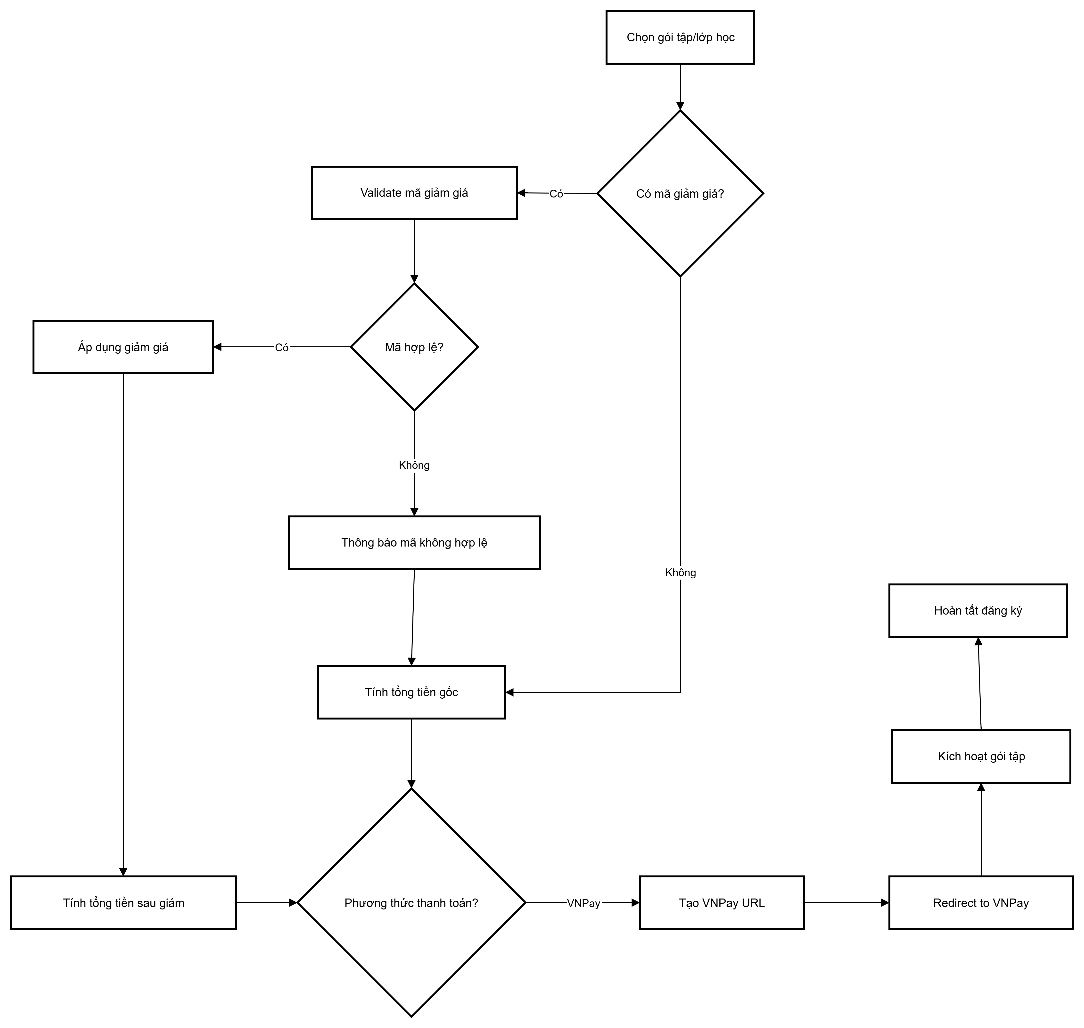 Chọn gói tập/lớp học
Có mã giảm giá?
Có
Validate mã giảm giá
Mã hợp lệ?
Có
Áp dụng giảm giá
Không
Thông báo mã không hợp lệ
Không
Tính tổng tiền gốc
Hoàn tất đăng ký
Kích hoạt gói tập
Tính tổng tiền sau giảm
Phương thức thanh toán?
VNPay
Tạo VNPay URL
Redirect to VNPay